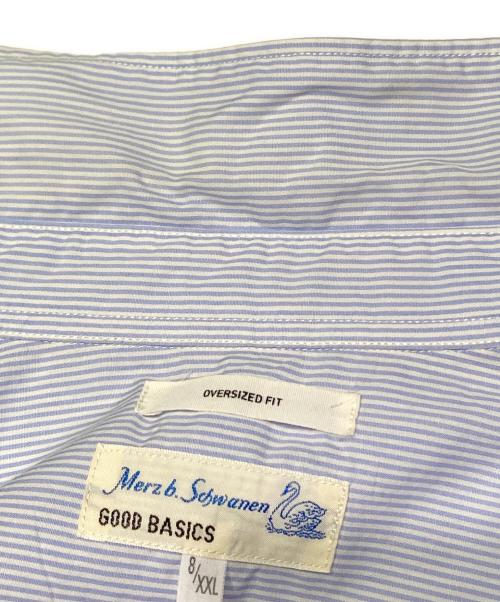 OVERSIZED FIT
Merz b. Schwanen
GOOD BASICS
8/XXL